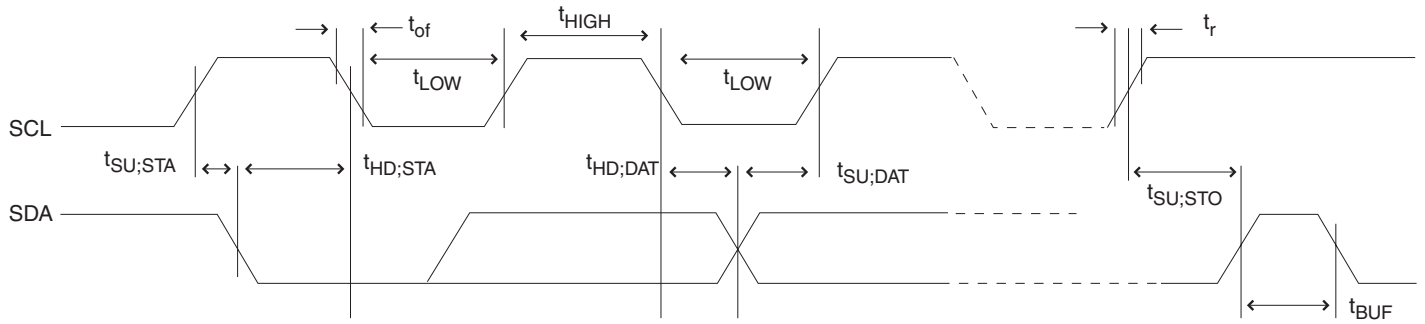 t_of
t_HIGH
t_r
t_LOW
t_LOW
SCL
t_SU;STA
t_HD;STA
t_HD;DAT
t_SU;DAT
t_SU;STO
SDA
t_BUF